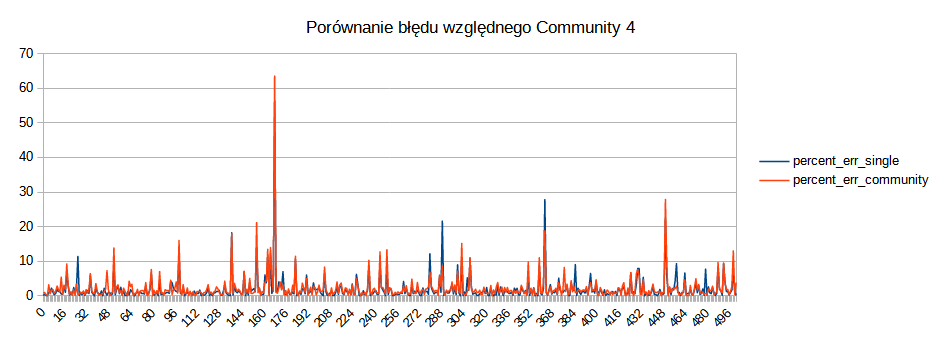 Porównanie błędu względnego Community 4
70
60
50
40
30
20
10
0
0 16 32 48 64 80 96 112 128 144 160 176 192 208 224 240 256 272 288 304 320 336 352 368 384 400 416 432 448 464 480 496
percent_err_single
percent_err_community